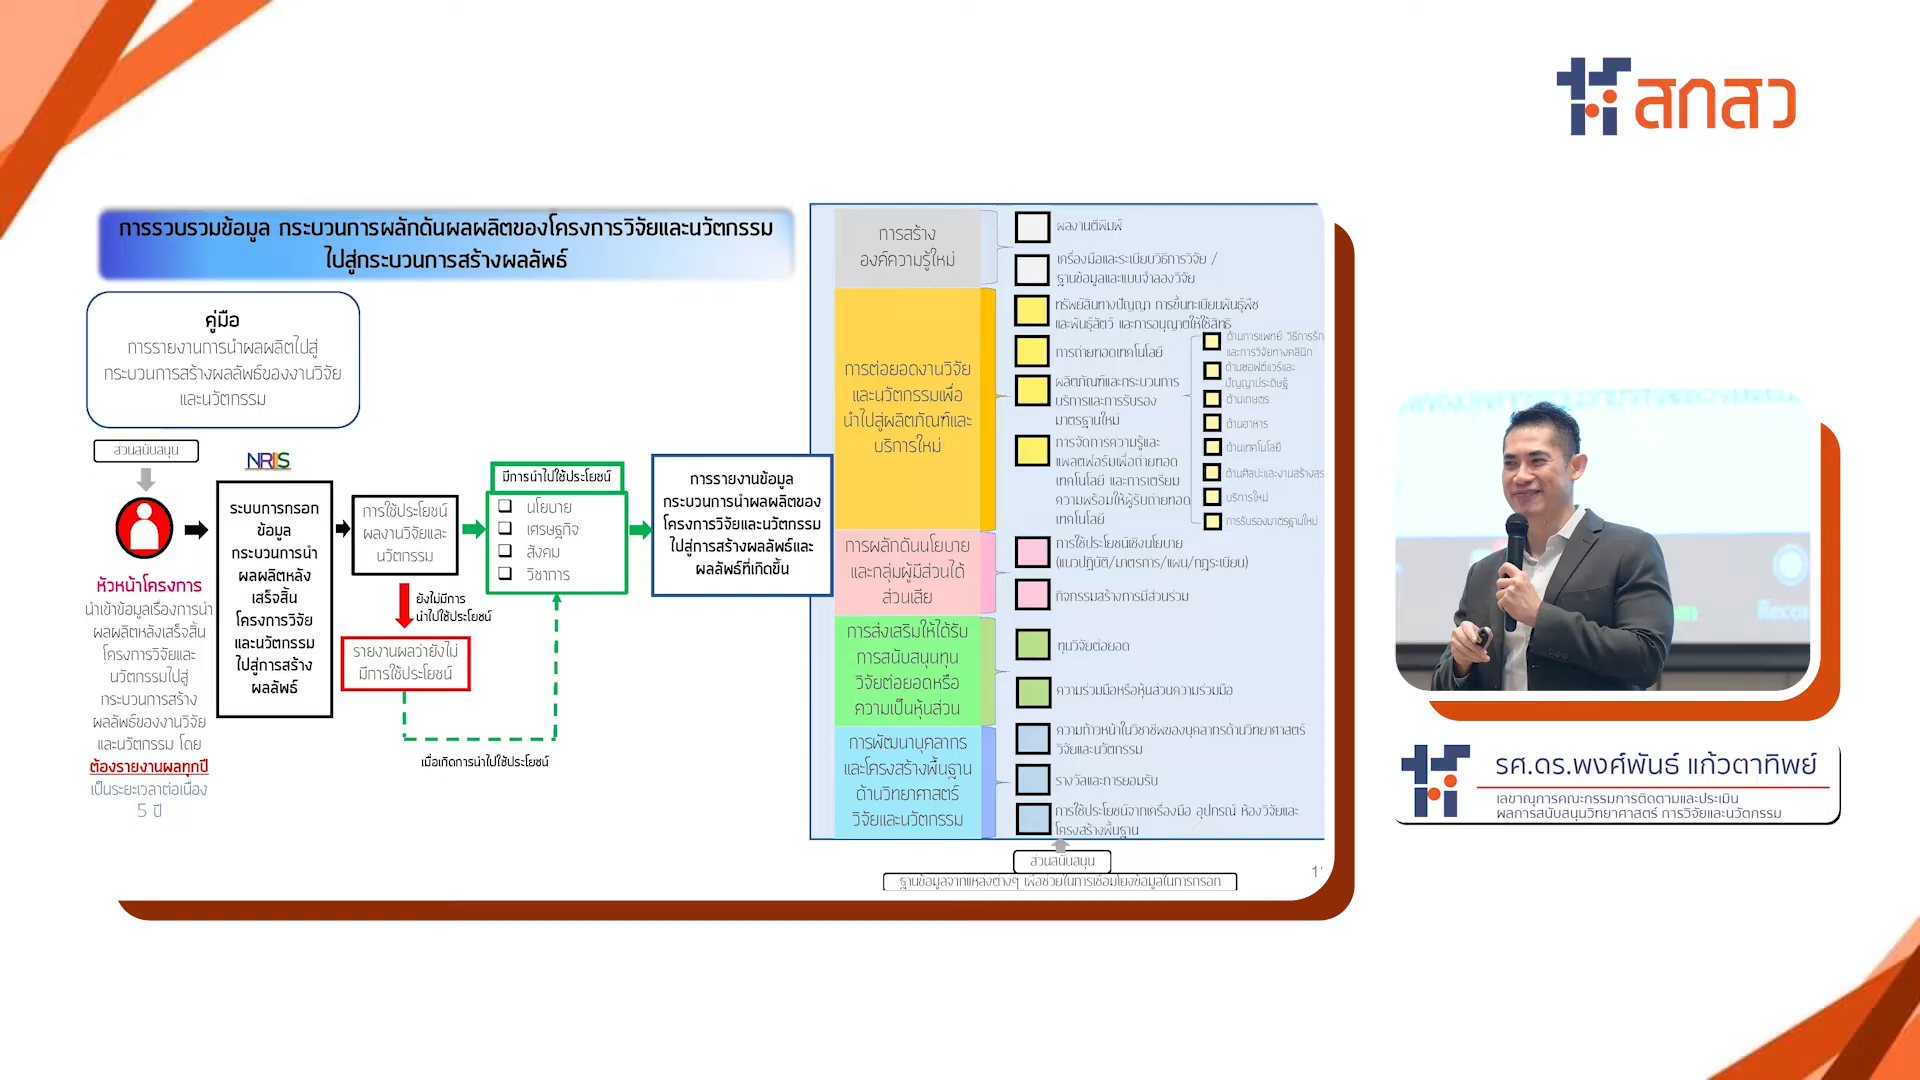 สกสว
การรวบรวมข้อมูล กระบวนการผลักดันผลผลิตของโครงการวิจัยและนวัตกรรม
ไปสู่กระบวนการสร้างผลลัพธ์
คู่มือ
การรายงานการนำผลผลิตไปสู่
กระบวนการสร้างผลลัพธ์ของงานวิจัย
และนวัตกรรม
ส่วนสนับสนุน
หัวหน้าโครงการ
นำเข้าข้อมูลเรื่องการนำ
ผลผลิตหลังเสร็จสิ้น
โครงการวิจัยและ
นวัตกรรมไปสู่
กระบวนการสร้าง
ผลลัพธ์ของงานวิจัย
และนวัตกรรม โดย
ต้องรายงานผลทุกปี
เป็นระยะเวลาต่อเนื่อง
5 ปี
NRIIS
ระบบการกรอก
ข้อมูล
กระบวนการนำ
ผลผลิตหลัง
เสร็จสิ้น
โครงการวิจัย
และนวัตกรรม
ไปสู่การสร้าง
ผลลัพธ์
การใช้ประโยชน์
ผลงานวิจัยและ
นวัตกรรม
ยังไม่มีการ
นำไปใช้ประโยชน์
รายงานผลว่ายังไม่
มีการใช้ประโยชน์
เมื่อเกิดการนำไปใช้ประโยชน์
มีการนำไปใช้ประโยชน์
นโยบาย
เศรษฐกิจ
สังคม
วิชาการ
การรายงานข้อมูล
กระบวนการนำผลผลิตของ
โครงการวิจัยและนวัตกรรม
ไปสู่การสร้างผลลัพธ์และ
ผลลัพธ์ที่เกิดขึ้น
การสร้าง
องค์ความรู้ใหม่
ผลงานตีพิมพ์
เครื่องมือและระเบียบวิธีการวิจัย /
ฐานข้อมูลและแบบจำลองวิจัย
การต่อยอดงานวิจัย
และนวัตกรรมเพื่อ
นำไปสู่ผลิตภัณฑ์และ
บริการใหม่
ทรัพย์สินทางปัญญา การขึ้นทะเบียนพันธุ์พืช
และพันธุ์สัตว์ และการอนุญาตให้ใช้สิทธิ
การถ่ายทอดเทคโนโลยี
ผลิตภัณฑ์และกระบวนการ
บริการและการรับรอง
มาตรฐานใหม่
การจัดการความรู้และ
แพลตฟอร์มเพื่อถ่ายทอด
เทคโนโลยี และการเตรียม
ความพร้อมให้ผู้รับถ่ายทอด
เทคโนโลยี
ด้านการแพทย์ วิธีการรัก
และการวิจัยทางคลินิก
ด้านซอฟต์แวร์และ
ปัญญาประดิษฐ์
ด้านเกษตร
ด้านอาหาร
ด้านเทคโนโลยี
ด้านศิลปะและงานสร้างสร
บริการใหม่
การรับรองมาตรฐานใหม่
การผลักดันนโยบาย
และกลุ่มผู้มีส่วนได้
ส่วนเสีย
การใช้ประโยชน์เชิงนโยบาย
(แนวปฏิบัติ/มาตรการ/แผน/กฎระเบียบ)
กิจกรรมสร้างการมีส่วนร่วม
การส่งเสริมให้ได้รับ
การสนับสนุนทุน
วิจัยต่อยอดหรือ
ความเป็นหุ้นส่วน
ทุนวิจัยต่อยอด
ความร่วมมือหรือหุ้นส่วนความร่วมมือ
การพัฒนาบุคลากร
และโครงสร้างพื้นฐาน
ด้านวิทยาศาสตร์
วิจัยและนวัตกรรม
ความก้าวหน้าในวิชาชีพของบุคลากรด้านวิทยาศาสตร์
วิจัยและนวัตกรรม
รางวัลและการยอมรับ
การใช้ประโยชน์จากเครื่องมือ อุปกรณ์ ห้องวิจัยและ
โครงสร้างพื้นฐาน
ส่วนสนับสนุน
ฐานข้อมูลจากแหล่งต่างๆ เพื่อช่วยในการเชื่อมโยงข้อมูลในการกรอก
รศ.ดร.พงศ์พันธ์ แก้วตาทิพย์
เลขาณุการคณะกรรมการติดตามและประเมิน
ผลการสนับสนุนวิทยาศาสตร์ การวิจัยและนวัตกรรม